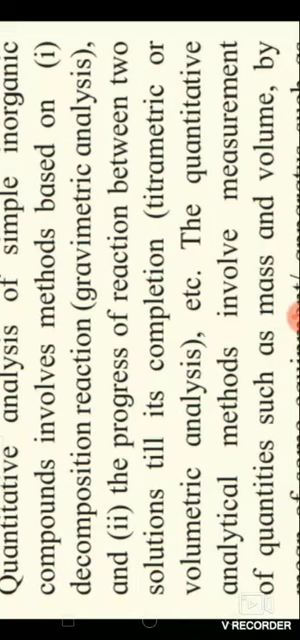 Quantitative analysis of simple inorganic
compounds involves methods based on (i)
decomposition reaction (gravimetric analysis),
and (ii) the progress of reaction between two
solutions till its completion (titrametric or
volumetric analysis), etc. The quantitative
analytical methods involve measurement
of quantities such as mass and volume, by
V RECORDER